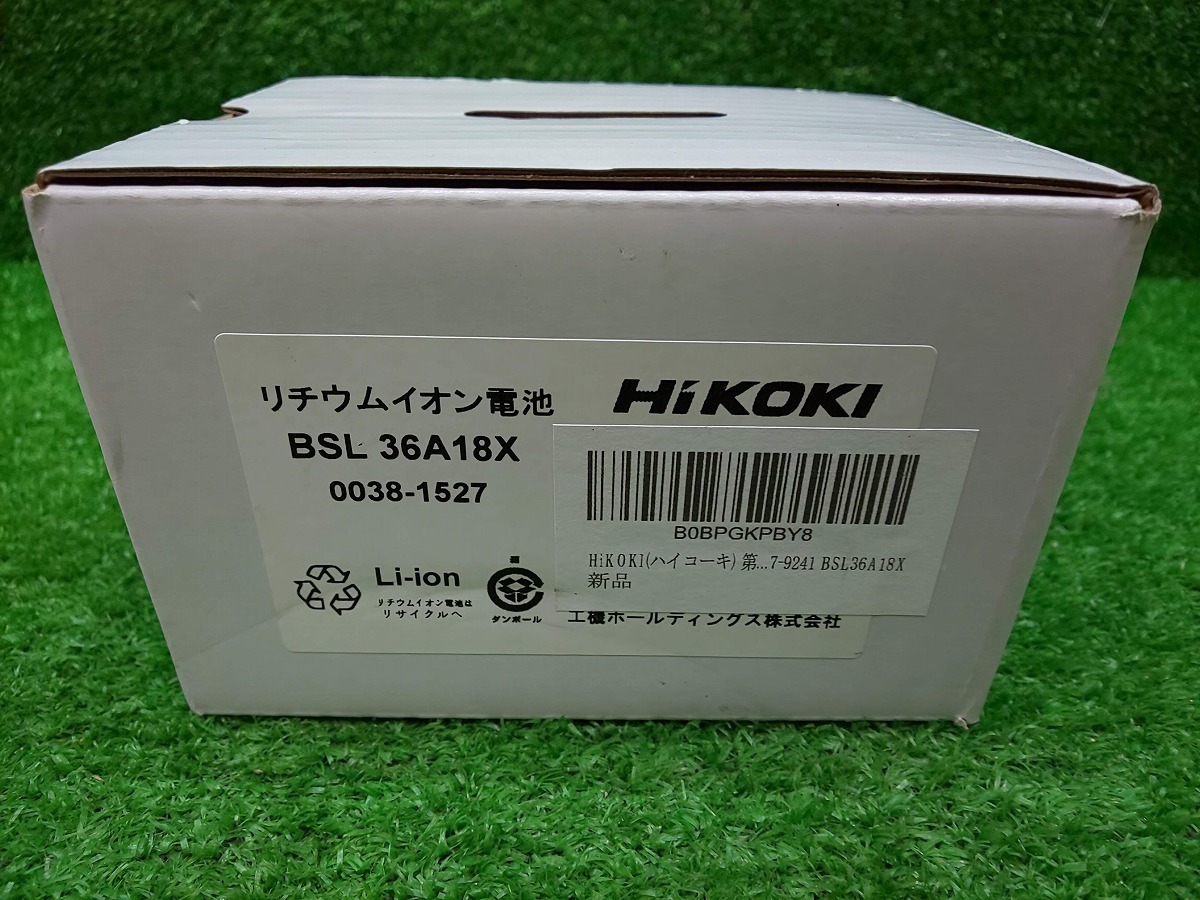 リチウムイオン電池
HiKOKI
BSL 36A18X
0038-1527
B0BPGKPBY8
HiKOKI(ハイコーキ) 第...7-9241 BSL36A18X
新品
Li-ion
リチウムイオン電池は
リサイクルへ
箱
ダンボール
工機ホールディングス株式会社